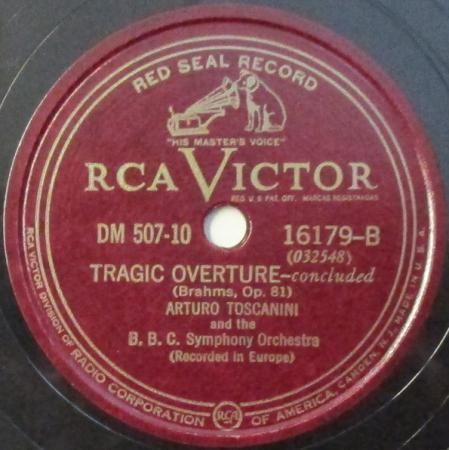 RED SEAL RECORD
"HIS MASTER'S VOICE"
RCA VICTOR
REG. U. S. PAT. OFF. MARCAS REGISTRADAS
DM 507-10 16179-B
(032548)
TRAGIC OVERTURE-concluded
(Brahms, Op. 81)
ARTURO TOSCANINI
and the
B. B. C. Symphony Orchestra
(Recorded in Europe)
RCA VICTOR DIVISION OF RADIO CORPORATION OF AMERICA, CAMDEN, N. J. MADE IN U. S. A.
RCA